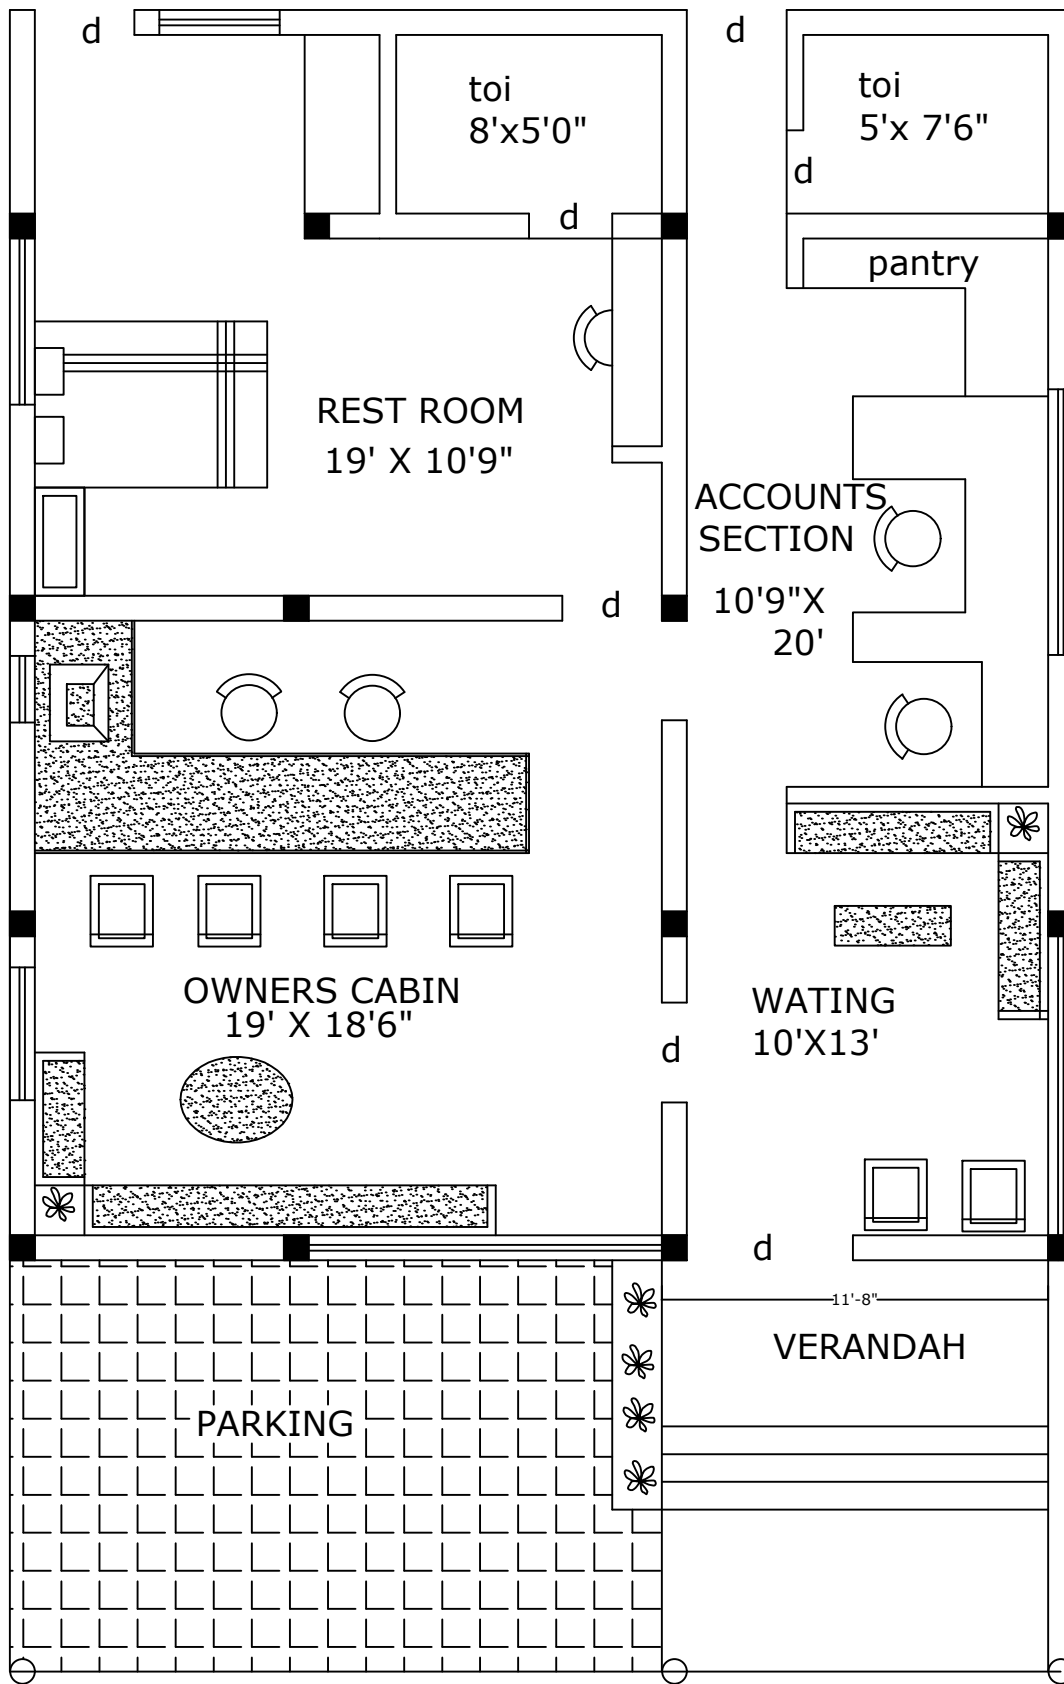 d
d
toi
8'x5'0"
toi
5'x 7'6"
d
d
pantry
REST ROOM
19' X 10'9"
ACCOUNTS
SECTION
10'9"X
20'
d
OWNERS CABIN
19' X 18'6"
WATING
10'X13'
d
d
11'-8"
VERANDAH
PARKING